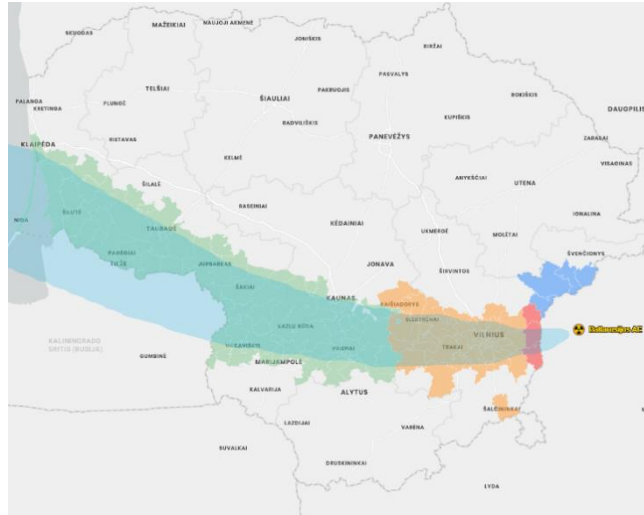 NAUJOJI AKMENĖ
MAŽEIKIAI
BIRŽAI
SKUODAS
JONIŠKIS
PASVALYS
TELŠIAI
PAKRUOJIS
ROKIŠKIS
PALANGA
PLUNGĖ
ŠIAULIAI
DAUGPILIS
KRETINGA
KUPIŠKIS
RADVILIŠKIS
PANEVĖŽYS
ZARASAI
RIETAVAS
KLAIPĖDA
KELMĖ
VISAGINAS
ANYKŠČIAI
ŠILALĖ
UTENA
RASEINIAI
IGNALINA
NIDA
ŠILUTĖ
KĖDAINIAI
TAURAGĖ
UKMERGĖ
MOLĖTAI
ŠVENČIONYS
PAGĖGIAI
TILŽĖ
JURBARKAS
JONAVA
ŠIRVINTOS
ŠAKIAI
KAUNAS
KAIŠIADORYS
ELEKTRĖNAI
VILNIUS
KAZLŲ RŪDA
KALININGRADO
SRITIS (RUSIJA)
VILKAVIŠKIS
PRIENAI
TRAKAI
GUMBINĖ
MARIJAMPOLĖ
KALVARIJA
ALYTUS
ŠALČININKAI
LAZDIJAI
VARĖNA
SUVALKAI
DRUSKININKAI
LYDA